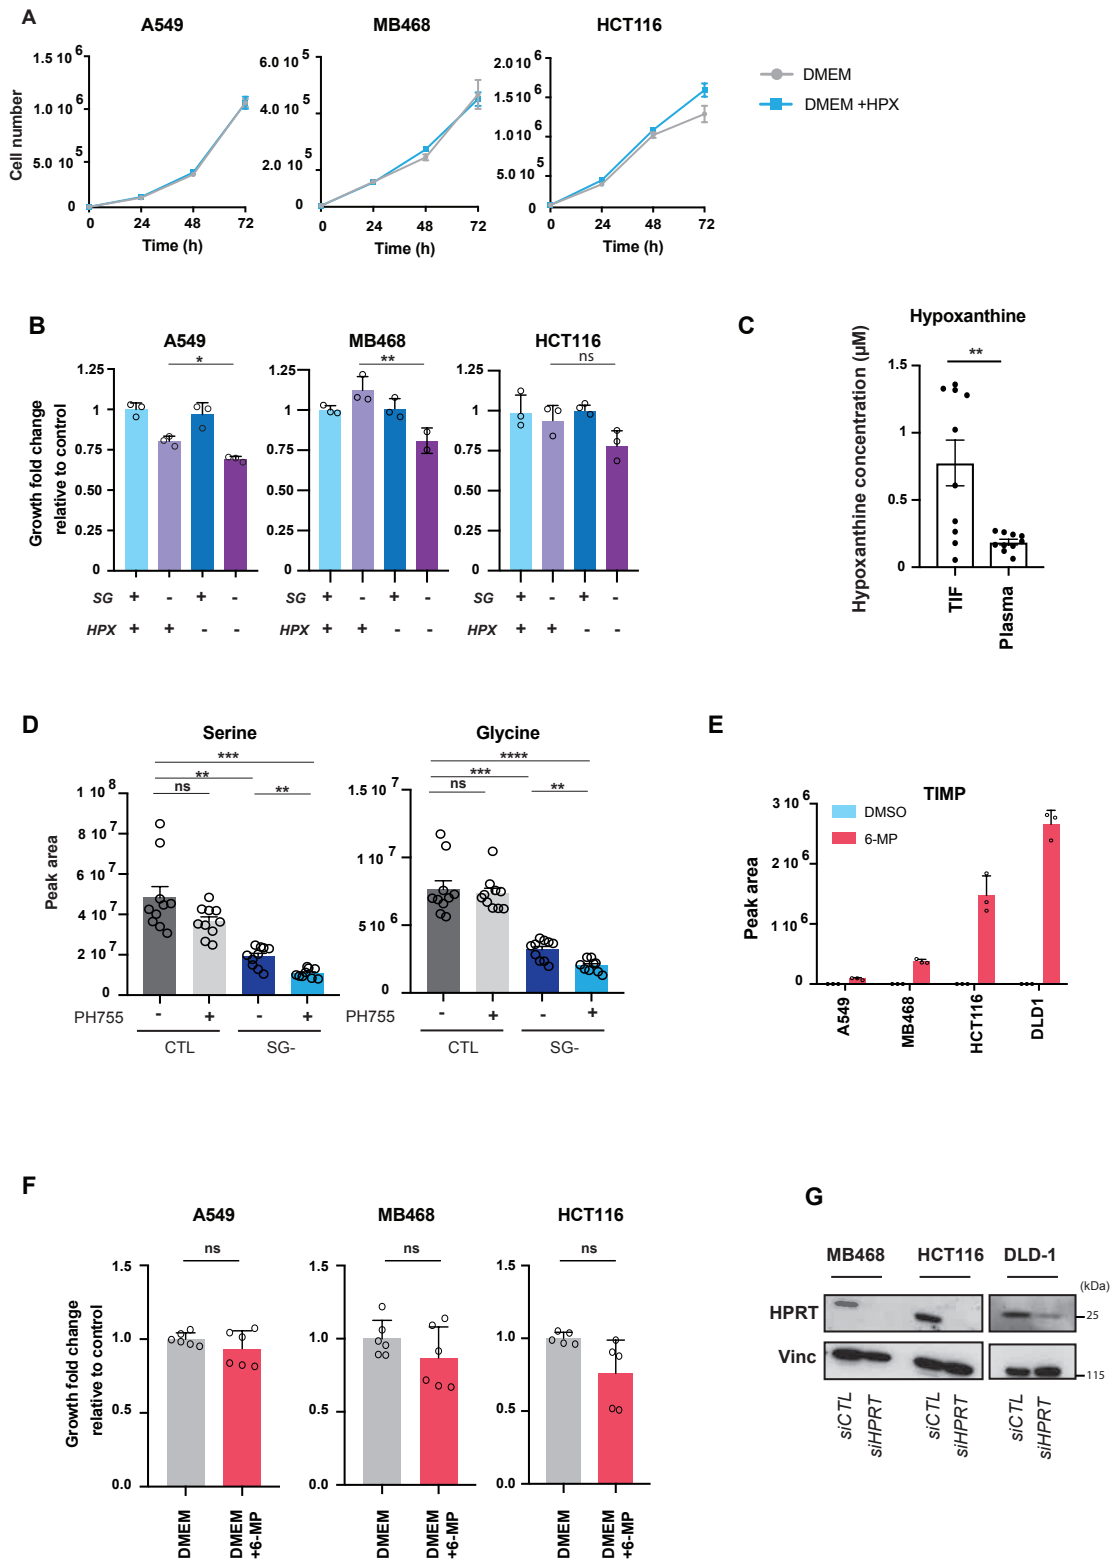 A
A549
MB468
HCT116
Cell number
1.5 10 6
1.0 10 6
5.0 10 5
0
0 24 48 72
Time (h)
6.0 10 5
4.0 10 5
2.0 10 5
0
0 24 48 72
Time (h)
2.0 10 6
1.5 10 6
1.0 10 6
5.0 10 5
0
0 24 48 72
Time (h)
DMEM
DMEM +HPX
B
A549
MB468
HCT116
Growth fold change
relative to control
1.25
1
0.75
0.50
0.25
0
*
1.25
1
0.75
0.50
0.25
0
**
1.25
1
0.75
0.50
0.25
0
ns
SG + - + -
HPX + + - -
SG + - + -
HPX + + - -
SG + - + -
HPX + + - -
C
Hypoxanthine
Hypoxanthine concentration (µM)
**
1.5
1
0.5
0
TIF
Plasma
D
Serine
Peak area
***
**
ns
**
1 10 8
8 10 7
6 10 7
4 10 7
2 10 7
0
PH755 - + - +
CTL SG-
Glycine
****
***
ns
**
1.5 10 7
1 10 7
5 10 6
0
PH755 - + - +
CTL SG-
E
TIMP
Peak area
DMSO
6-MP
3 10 6
2 10 6
1 10 6
0
A549
MB468
HCT116
DLD1
F
A549
MB468
HCT116
Growth fold change
relative to control
ns
1.5
1.0
0.5
0.0
DMEM
DMEM
+6-MP
ns
1.5
1.0
0.5
0.0
DMEM
DMEM
+6-MP
ns
1.5
1.0
0.5
0.0
DMEM
DMEM
+6-MP
G
MB468 HCT116 DLD-1
(kDa)
HPRT
25
Vinc
115
siCTL
siHPRT
siCTL
siHPRT
siCTL
siHPRT